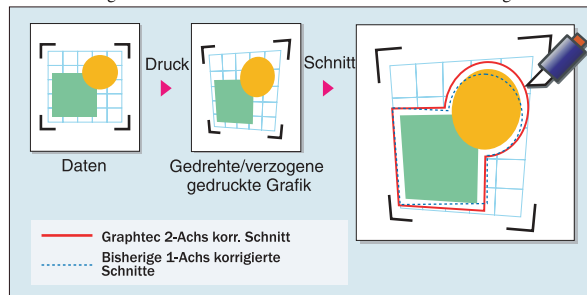 Druck
Schnitt
Daten
Gedrehte/verzogene
gedruckte Grafik
Graphtec 2-Achs korr. Schnitt
Bisherige 1-Achs korrigierte
Schnitte